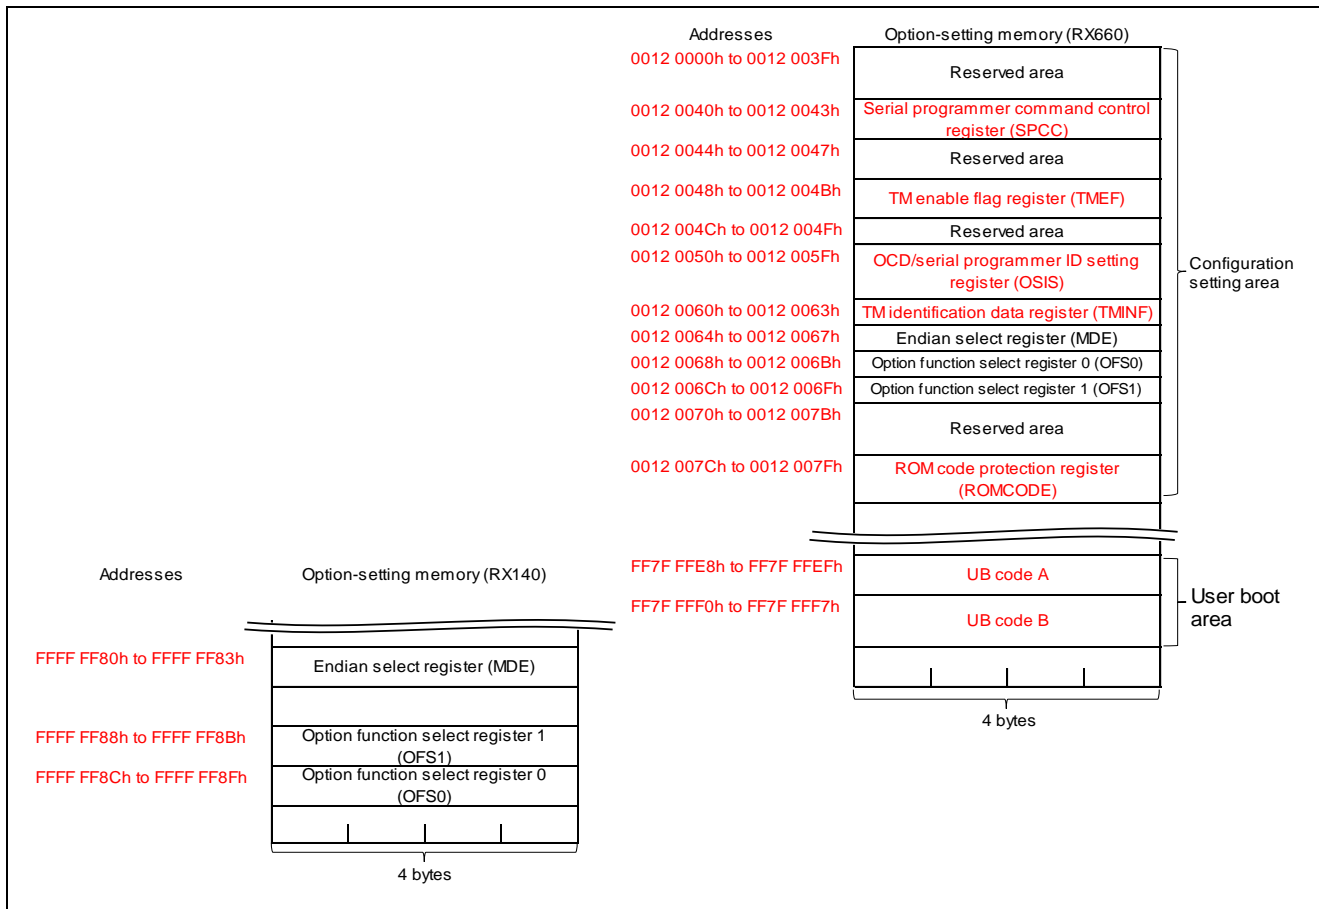 Addresses Option-setting memory (RX660)
0012 0000h to 0012 003Fh
Reserved area
0012 0040h to 0012 0043h
Serial programmer command control
register (SPCC)
0012 0044h to 0012 0047h
Reserved area
0012 0048h to 0012 004Bh
TM enable flag register (TMEF)
0012 004Ch to 0012 004Fh
Reserved area
0012 0050h to 0012 005Fh
OCD/serial programmer ID setting
register (OSIS)
Configuration
setting area
0012 0060h to 0012 0063h
TM identification data register (TMINF)
0012 0064h to 0012 0067h
Endian select register (MDE)
0012 0068h to 0012 006Bh
Option function select register 0 (OFS0)
0012 006Ch to 0012 006Fh
Option function select register 1 (OFS1)
0012 0070h to 0012 007Bh
Reserved area
0012 007Ch to 0012 007Fh
ROM code protection register
(ROMCODE)
FF7F FFE8h to FF7F FFEFh
UB code A
FF7F FFF0h to FF7F FFF7h
UB code B
User boot
area
4 bytes
Addresses Option-setting memory (RX140)
FFFF FF80h to FFFF FF83h
Endian select register (MDE)
FFFF FF88h to FFFF FF8Bh
Option function select register 1
(OFS1)
FFFF FF8Ch to FFFF FF8Fh
Option function select register 0
(OFS0)
4 bytes